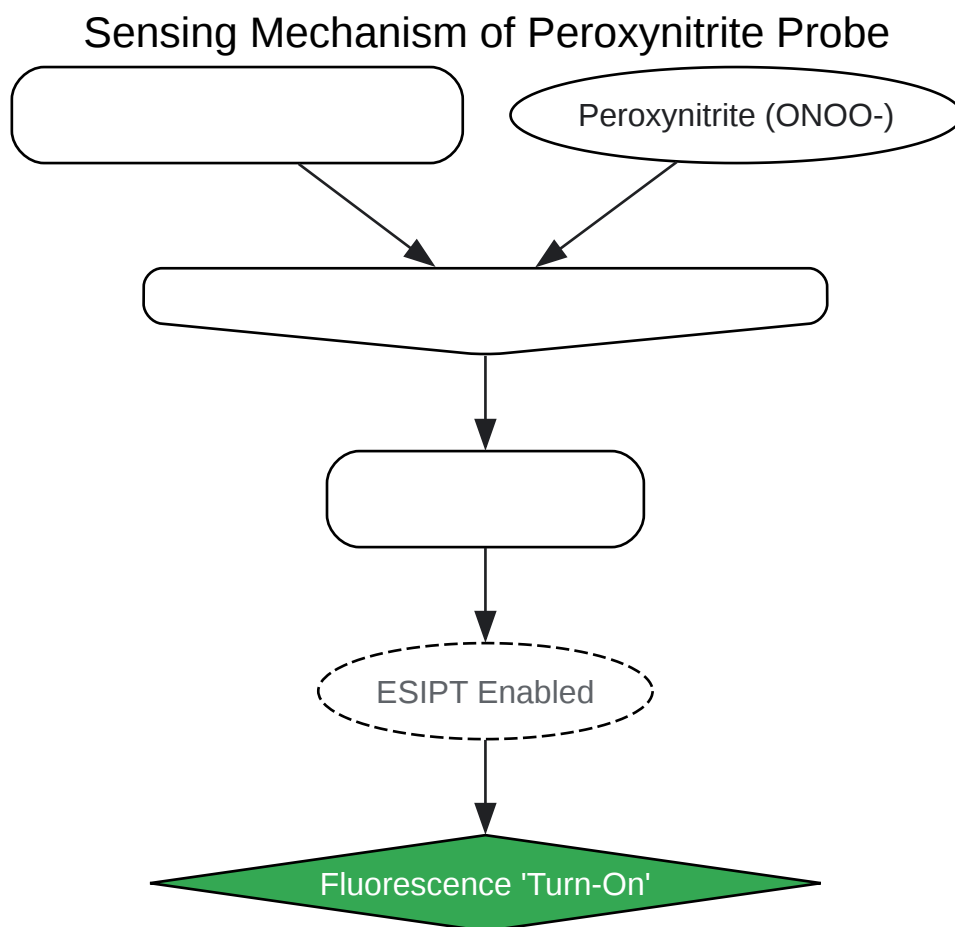 Sensing Mechanism of Peroxynitrite Probe
Peroxynitrite (ONOO-)
ESIPT Enabled
Fluorescence 'Turn-On'